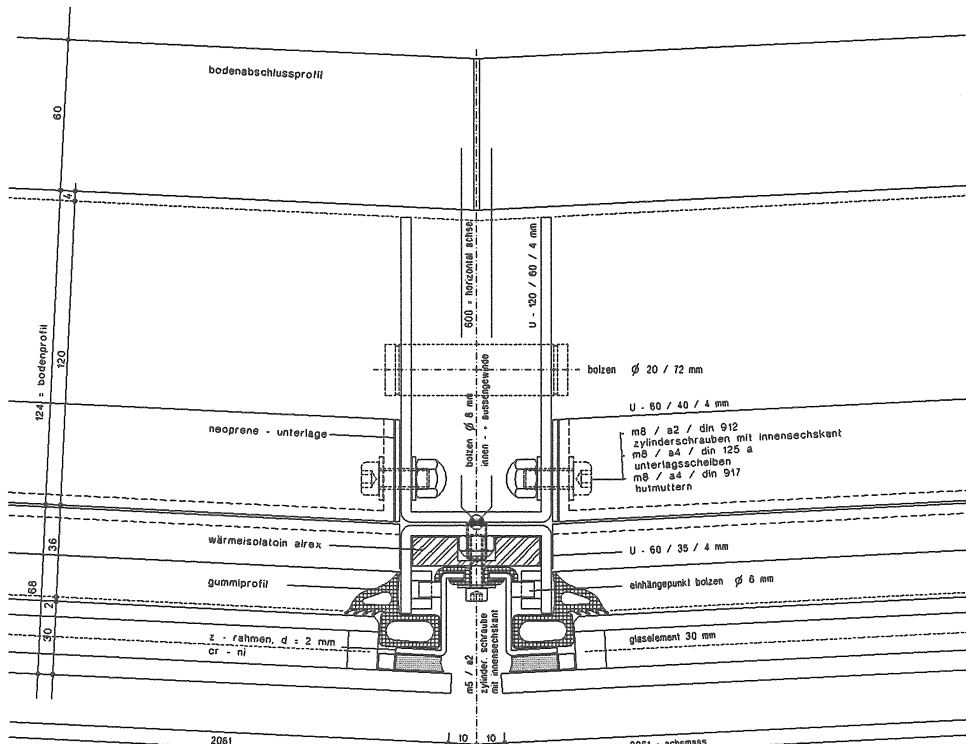 bodenabschlussprofil
60
4
600 = horizontal achse
U - 120 / 60 / 4 mm
124 = bodenprofil
120
bolzen ϕ 20 / 72 mm
bolzen ϕ 8 mm
innen - + aussengewinde
U - 60 / 40 / 4 mm
neoprene - unterlage
m8 / a2 / din 912
zylinderschrauben mit innensechskant
m8 / a4 / din 125 a
unterlagsscheiben
m8 / a4 / din 917
hutmuttern
wärmeisolatoin airex
36
U - 60 / 35 / 4 mm
gummiprofil
68
einhängepunkt bolzen ϕ 6 mm
2
30
z - rahmen, d = 2 mm
cr - ni
glaselement 30 mm
m5 / a2
zylinder. schraube
mit innensechskant
2061
10 10
2061 - achsmass